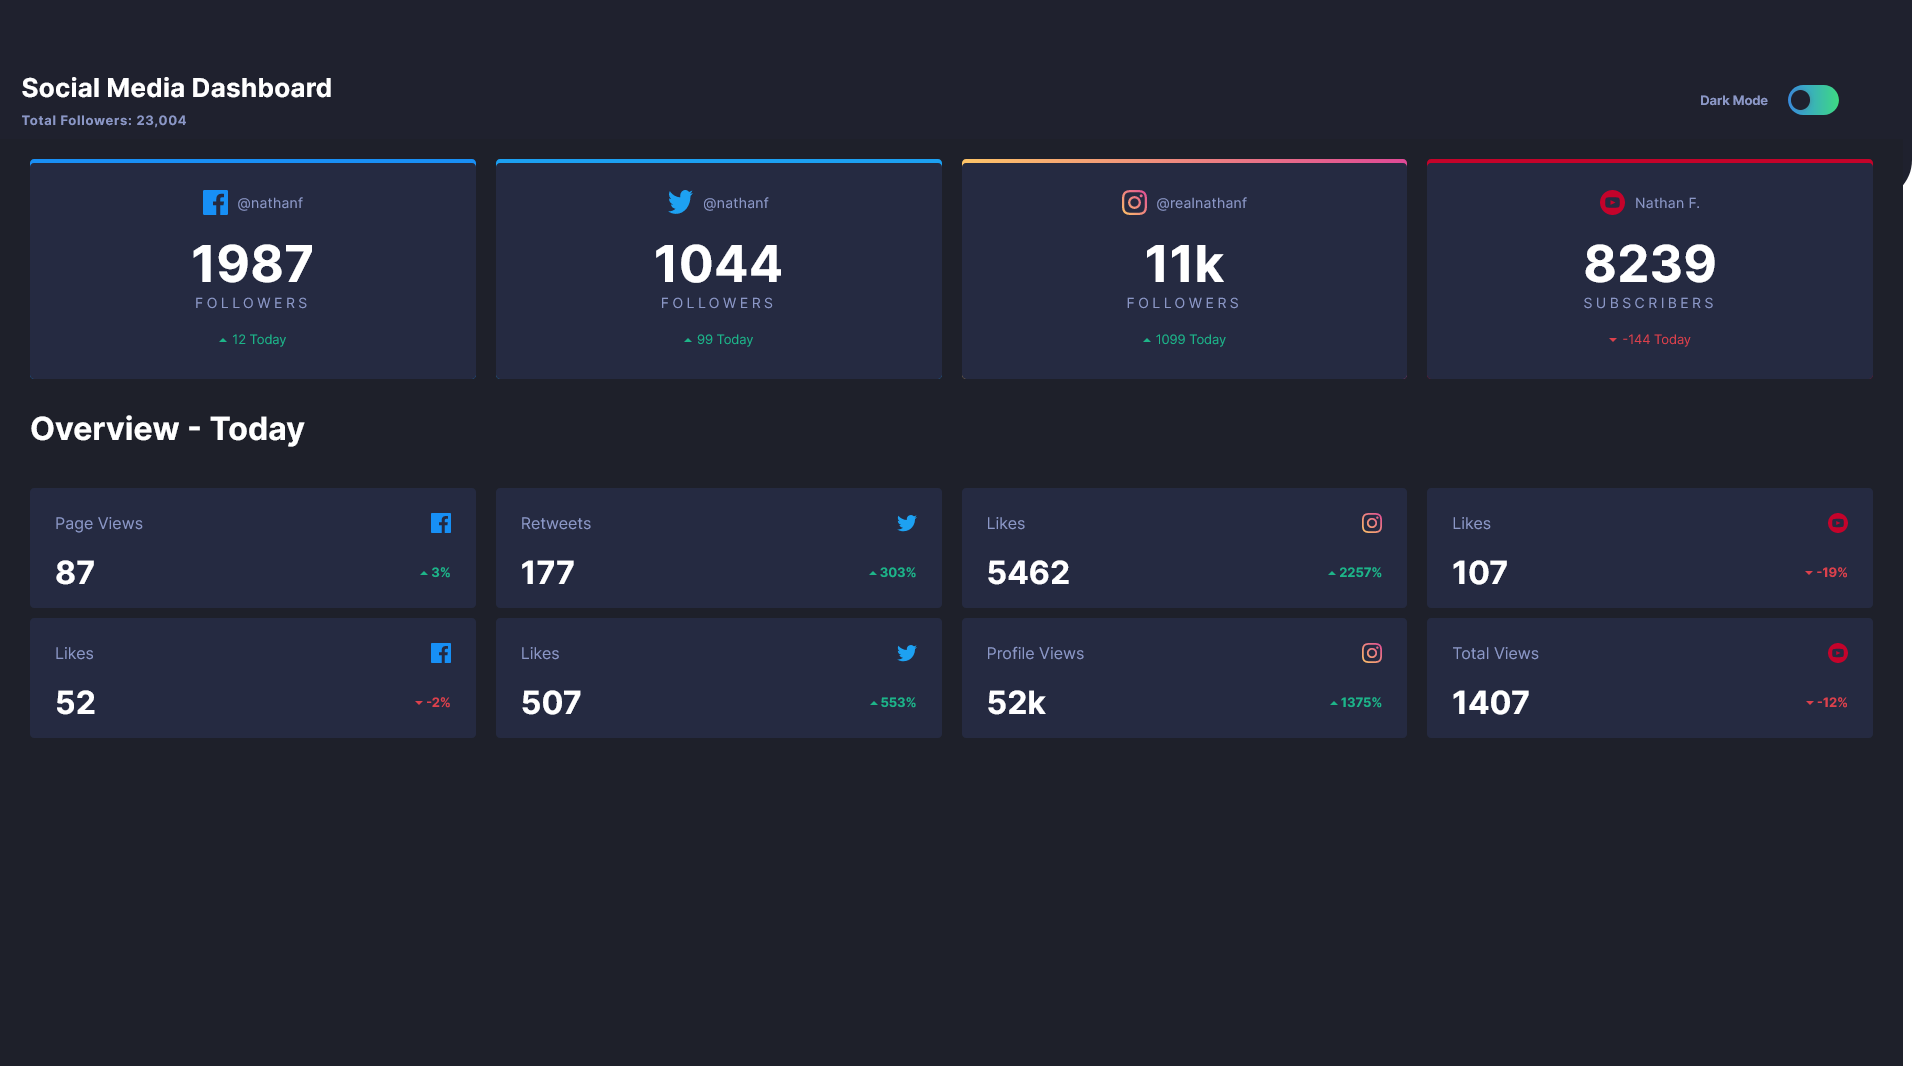 Social Media Dashboard
Total Followers: 23,004
Dark Mode
@nathanf
1987
FOLLOWERS
12 Today
@nathanf
1044
FOLLOWERS
99 Today
@realnathanf
11k
FOLLOWERS
1099 Today
Nathan F.
8239
SUBSCRIBERS
-144 Today
Overview - Today
Page Views
87
3%
Retweets
177
303%
Likes
5462
2257%
Likes
107
-19%
Likes
52
-2%
Likes
507
553%
Profile Views
52k
1375%
Total Views
1407
-12%